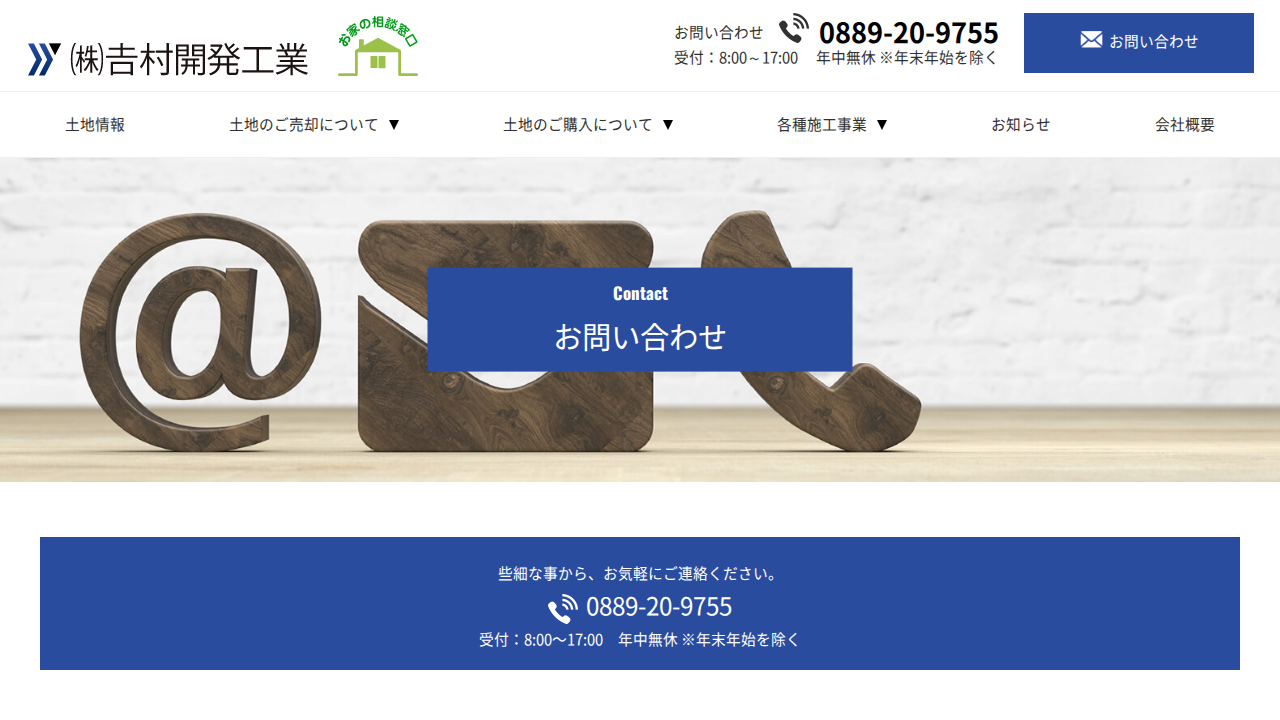 ㈱𠮷村開発工業
お家の相談窓口
お問い合わせ 0889-20-9755
受付：8:00～17:00 年中無休 ※年末年始を除く
お問い合わせ
土地情報 土地のご売却について ▼ 土地のご購入について ▼ 各種施工事業 ▼ お知らせ 会社概要
Contact
お問い合わせ
些細な事から、お気軽にご連絡ください。
0889-20-9755
受付：8:00〜17:00 年中無休 ※年末年始を除く